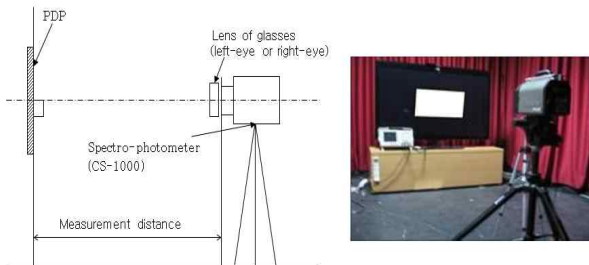 PDP
Lens of glasses
(left-eye or right-eye)
Spectro-photometer
(CS-1000)
Measurement distance